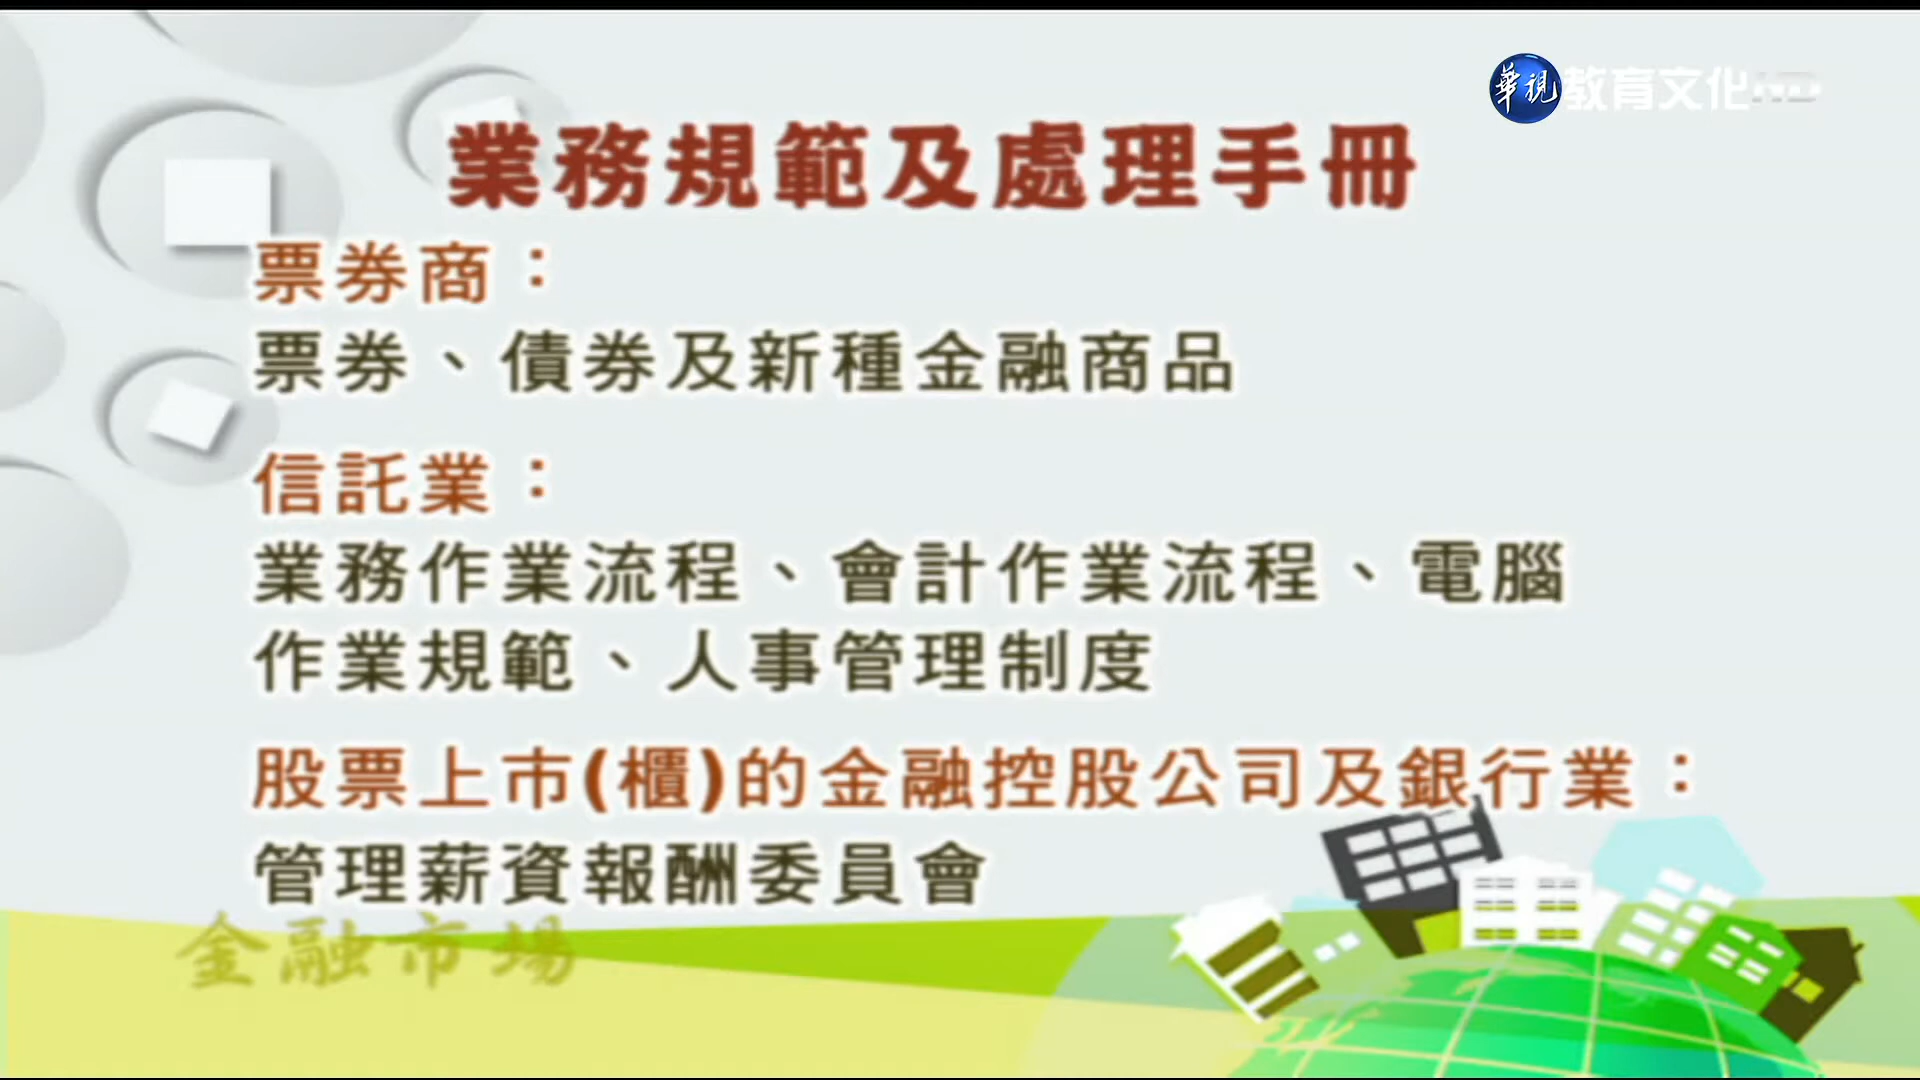 華視 教育文化HD
業務規範及處理手冊
票券商：
票券、債券及新種金融商品
信託業：
業務作業流程、會計作業流程、電腦
作業規範、人事管理制度
股票上市(櫃)的金融控股公司及銀行業：
管理薪資報酬委員會
金融市場